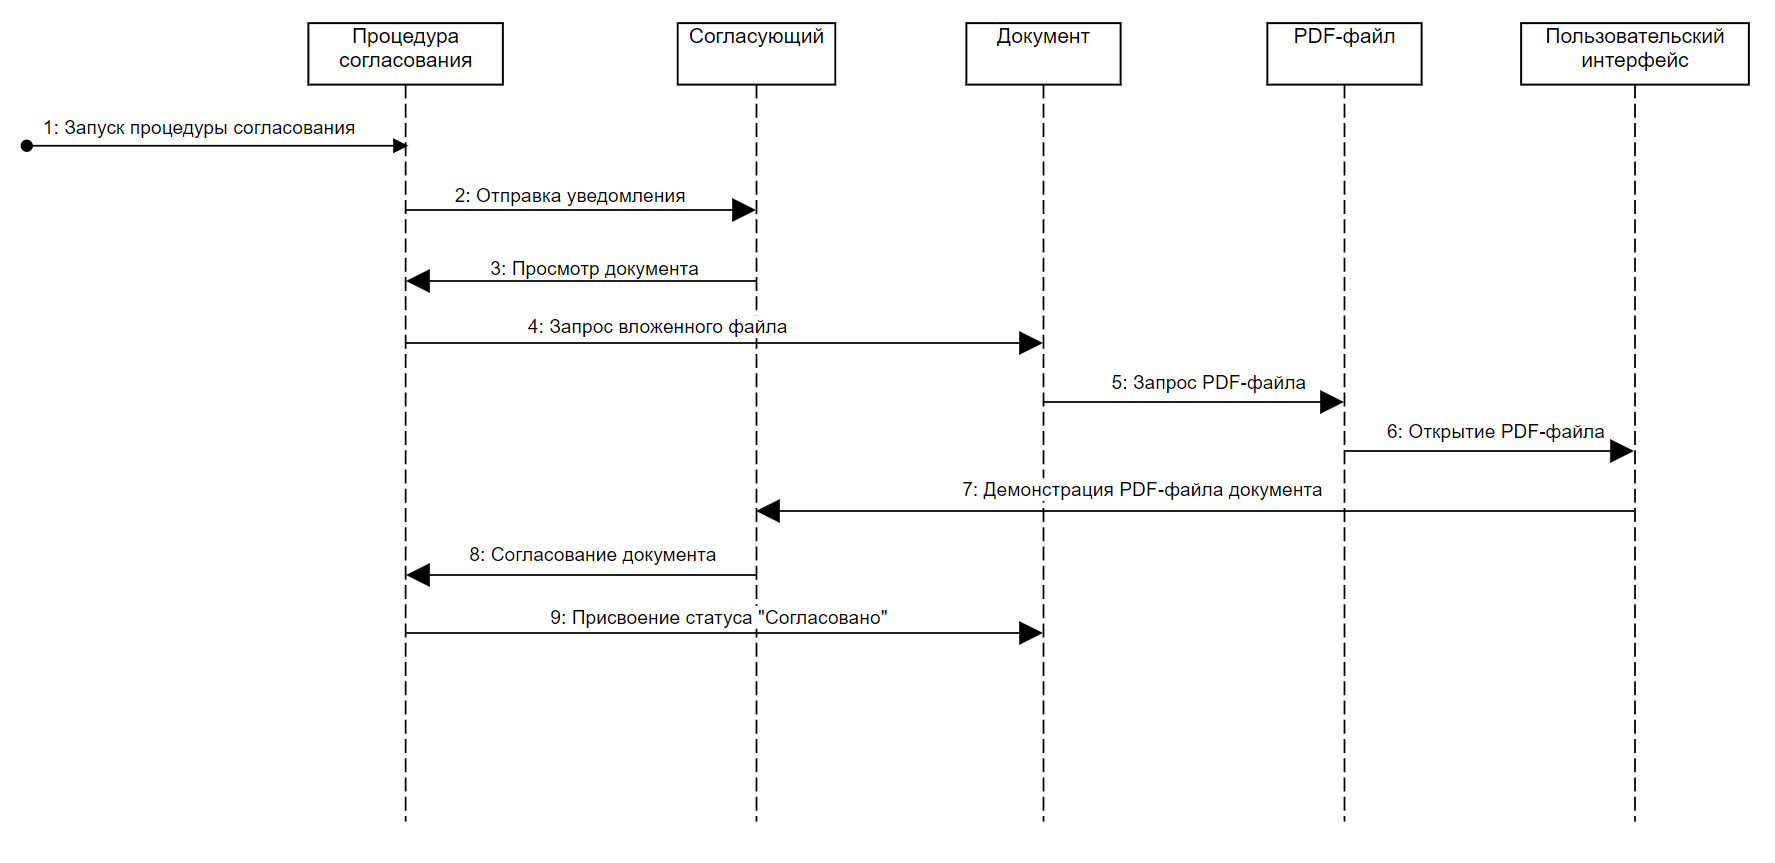 Процедура
согласования
Согласующий
Документ
PDF-файл
Пользовательский
интерфейс
1: Запуск процедуры согласования
2: Отправка уведомления
3: Просмотр документа
4: Запрос вложенного файла
5: Запрос PDF-файла
6: Открытие PDF-файла
7: Демонстрация PDF-файла документа
8: Согласование документа
9: Присвоение статуса "Согласовано"